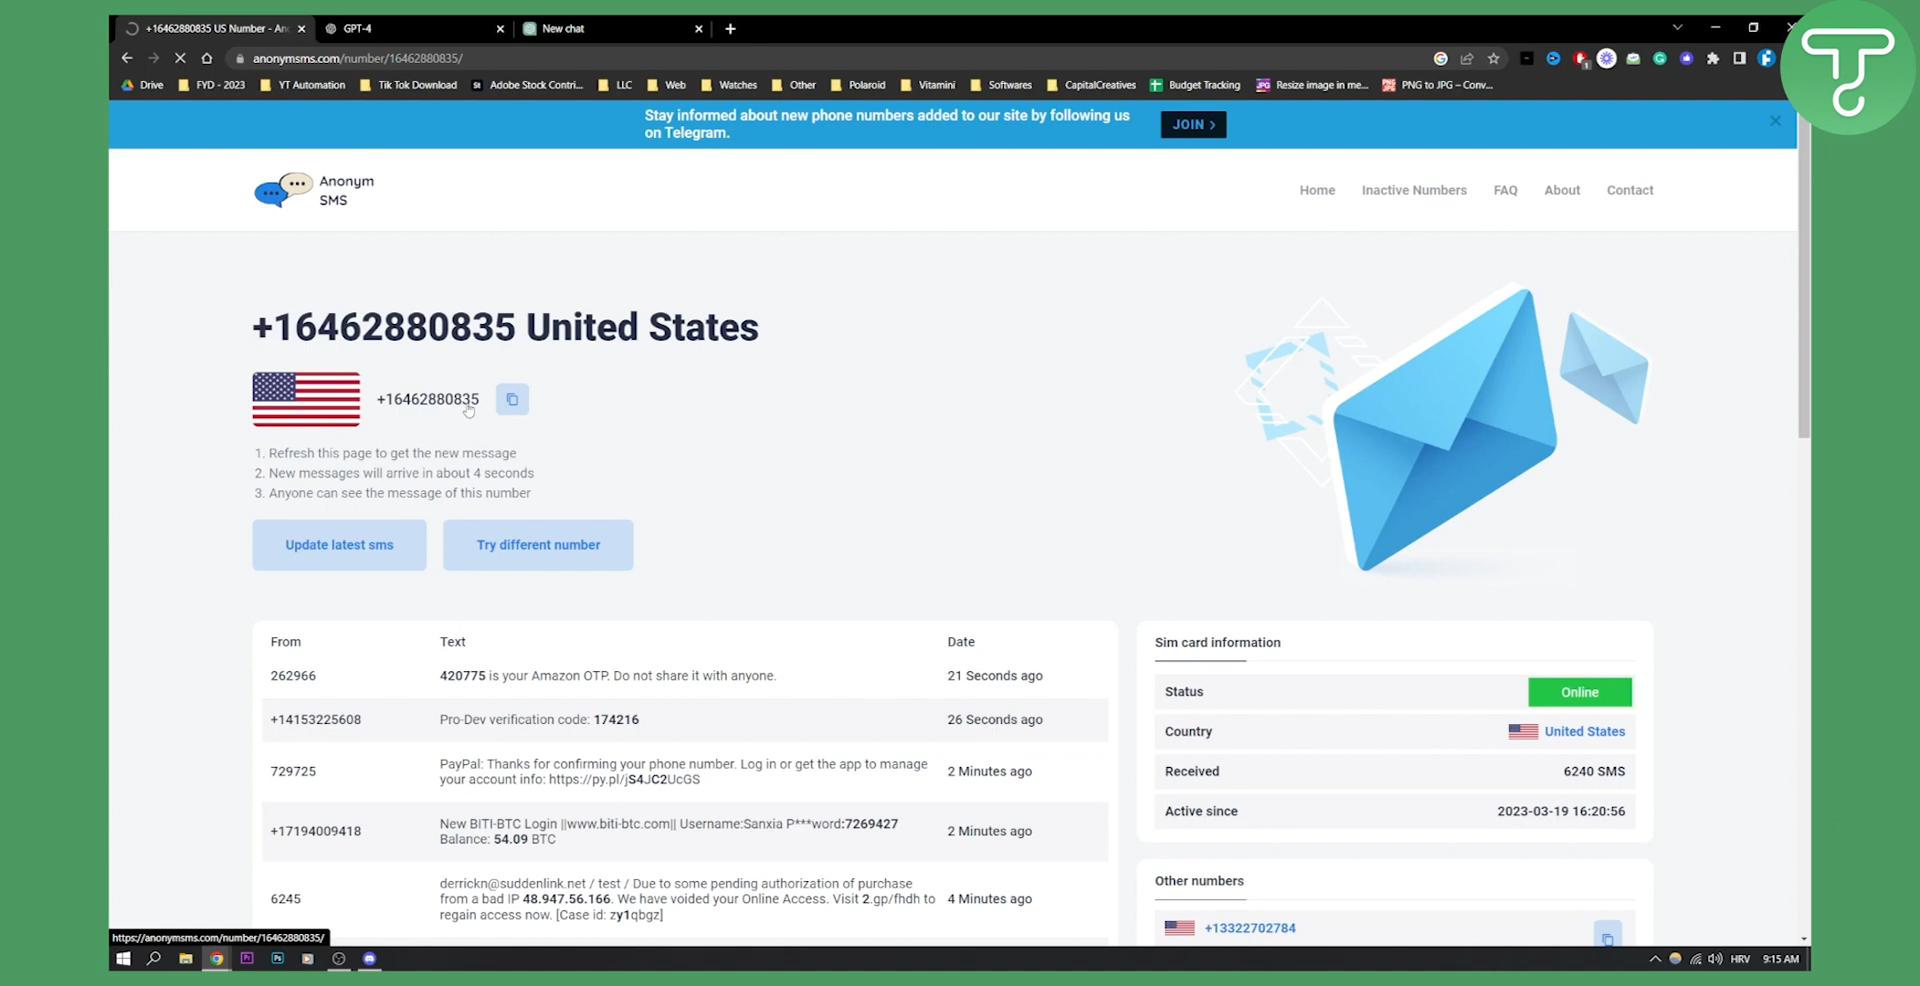 +16462880835 US Number - An
GPT-4
New chat
anonymsms.com/number/16462880835/
Drive
FYD - 2023
YT Automation
Tik Tok Download
St
Adobe Stock Contri...
LLC
Web
Watches
Other
Polaroid
Vitamini
Softwares
CapitalCreatives
Budget Tracking
Resize image in me...
PNG to JPG – Conv...
Stay informed about new phone numbers added to our site by following us
on Telegram.
JOIN >
Anonym
SMS
Home
Inactive Numbers
FAQ
About
Contact
+16462880835 United States
+16462880835
1. Refresh this page to get the new message
2. New messages will arrive in about 4 seconds
3. Anyone can see the message of this number
Update latest sms
Try different number
From Text Date
262966 420775 is your Amazon OTP. Do not share it with anyone. 21 Seconds ago
+14153225608 Pro-Dev verification code: 174216 26 Seconds ago
729725 PayPal: Thanks for confirming your phone number. Log in or get the app to manage 2 Minutes ago
your account info: https://py.pl/jS4JC2UcGS
+17194009418 New BITI-BTC Login ||www.biti-btc.com|| Username:Sanxia P***word:7269427 2 Minutes ago
Balance: 54.09 BTC
6245 derrickn@suddenlink.net / test / Due to some pending authorization of purchase 4 Minutes ago
from a bad IP 48.947.56.166. We have voided your Online Access. Visit 2.gp/fhdh to
regain access now. [Case id: zy1qbgz]
Sim card information
Status Online
Country United States
Received 6240 SMS
Active since 2023-03-19 16:20:56
Other numbers
+13322702784
https://anonymsms.com/number/16462880835/
Pr
Ps
HRV
9:15 AM